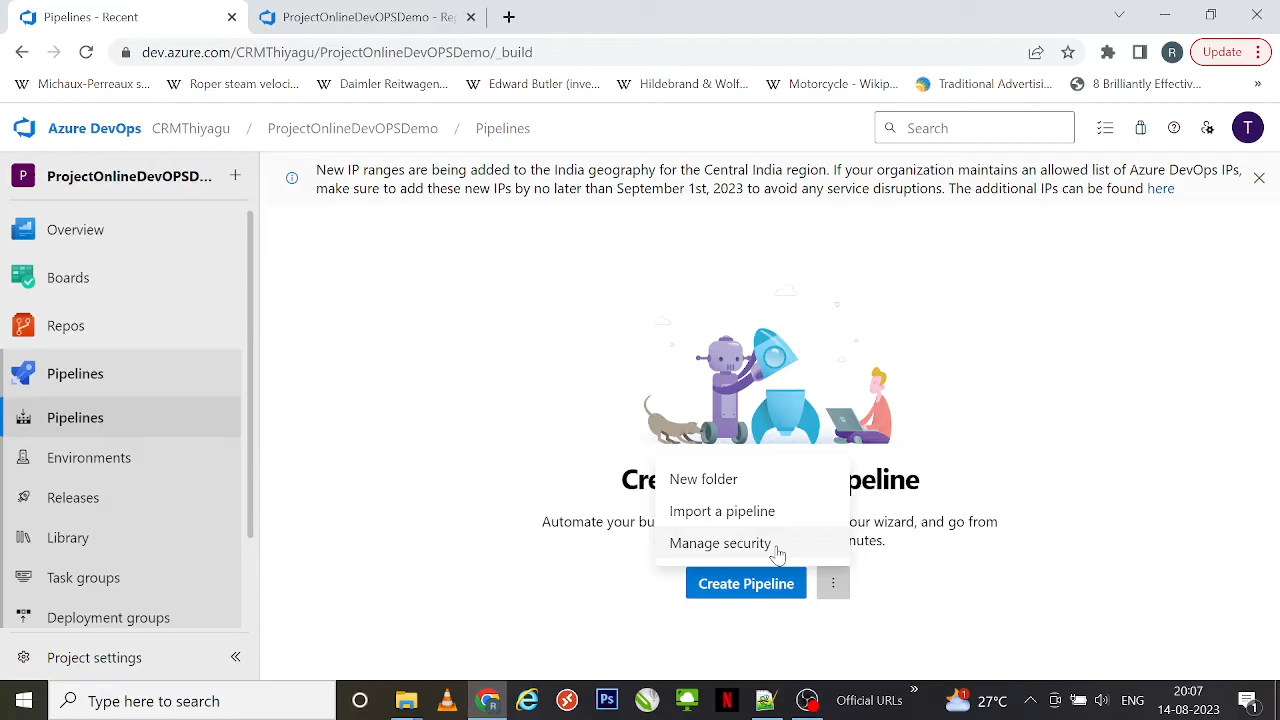 Pipelines - Recent
ProjectOnlineDevOPSDemo - Rep
dev.azure.com/CRMThiyagu/ProjectOnlineDevOPSDemo/_build
R
Update
Michaux-Perreaux s...
Roper steam veloci...
Daimler Reitwagen...
Edward Butler (inve...
Hildebrand & Wolf...
Motorcycle - Wikip...
Traditional Advertisi...
8 Brilliantly Effectiv...
»
Azure DevOps CRMThiyagu / ProjectOnlineDevOPSDemo / Pipelines
Search
T
P ProjectOnlineDevOPSD... +
New IP ranges are being added to the India geography for the Central India region. If your organization maintains an allowed list of Azure DevOps IPs,
make sure to add these new IPs by no later than September 1st, 2023 to avoid any service disruptions. The additional IPs can be found here
Overview
Boards
Repos
Pipelines
Pipelines
Environments
Releases
Library
Task groups
Deployment groups
Project settings «
New folder
Import a pipeline
Manage security
Cre peline
Automate your bu our wizard, and go from
nutes.
Create Pipeline
Type here to search
Ps
N
R
Official URLs
»
1
27°C
ENG
20:07
14-08-2023
1